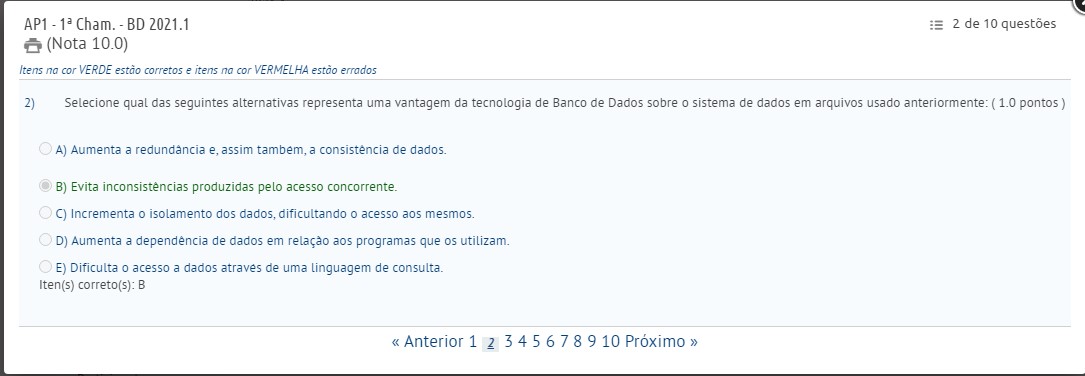 AP1 - 1ª Cham. - BD 2021.1
2 de 10 questões
(Nota 10.0)
Itens na cor VERDE estão corretos e itens na cor VERMELHA estão errados
2) Selecione qual das seguintes alternativas representa uma vantagem da tecnologia de Banco de Dados sobre o sistema de dados em arquivos usado anteriormente: ( 1.0 pontos )
A) Aumenta a redundância e, assim também, a consistência de dados.
B) Evita inconsistências produzidas pelo acesso concorrente.
C) Incrementa o isolamento dos dados, dificultando o acesso aos mesmos.
D) Aumenta a dependência de dados em relação aos programas que os utilizam.
E) Dificulta o acesso a dados através de uma linguagem de consulta.
Iten(s) correto(s): B
« Anterior 1 2 3 4 5 6 7 8 9 10 Próximo »